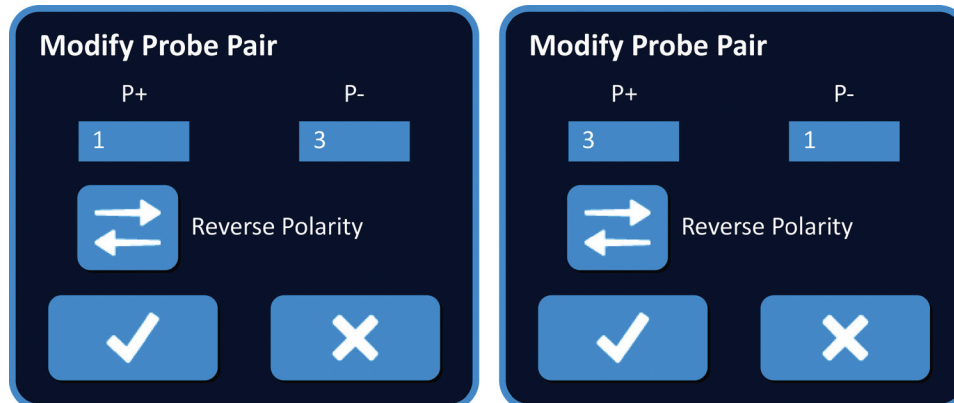 Modify Probe Pair
P+ P-
1 3
Reverse Polarity
Modify Probe Pair
P+ P-
3 1
Reverse Polarity